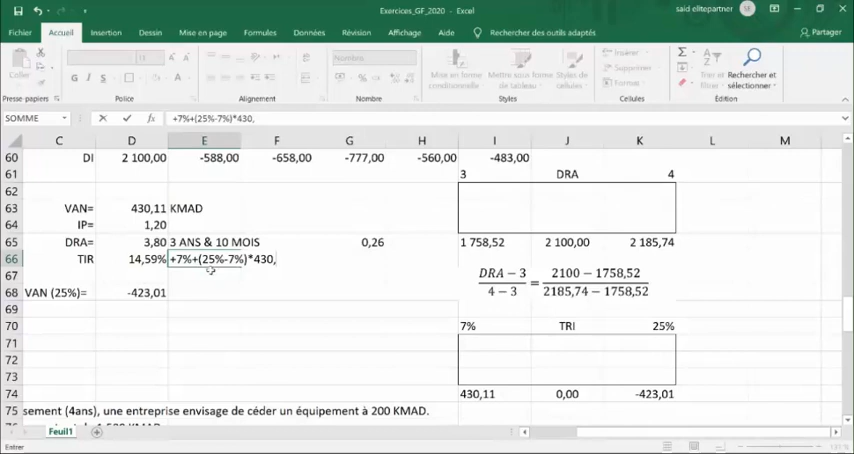 Exercices_GF_2020 - Excel
said elitepartner
SE
Fichier
Accueil
Insertion
Dessin
Mise en page
Formules
Données
Révision
Affichage
Aide
Rechercher des outils adaptés
Partager
Coller
G
S
Nombre
Mise en forme conditionnelle
Mettre sous forme de tableau
Styles de cellules
Insérer
Supprimer
Format
Trier et filtrer
Rechercher et sélectionner
Presse-papiers
Police
Alignement
Nombre
Styles
Cellules
Édition
SOMME
fx
+7%+(25%-7%)*430,
C D E F G H I J K L M
60 DI 2 100,00 -588,00 -658,00 -777,00 -560,00 -483,00
61 3 DRA 4
62
63 VAN= 430,11 KMAD
64 IP= 1,20
65 DRA= 3,80 3 ANS & 10 MOIS 0,26 1 758,52 2 100,00 2 185,74
66 TIR 14,59% +7%+(25%-7%)*430,
67
68 VAN (25%)= -423,01
DRA − 3 / 4 − 3 = 2100 − 1758,52 / 2185,74 − 1758,52
69
70 7% TRI 25%
71
72
73
74 430,11 0,00 -423,01
75 sement (4ans), une entreprise envisage de céder un équipement à 200 KMAD.
Feuil1
Entrer